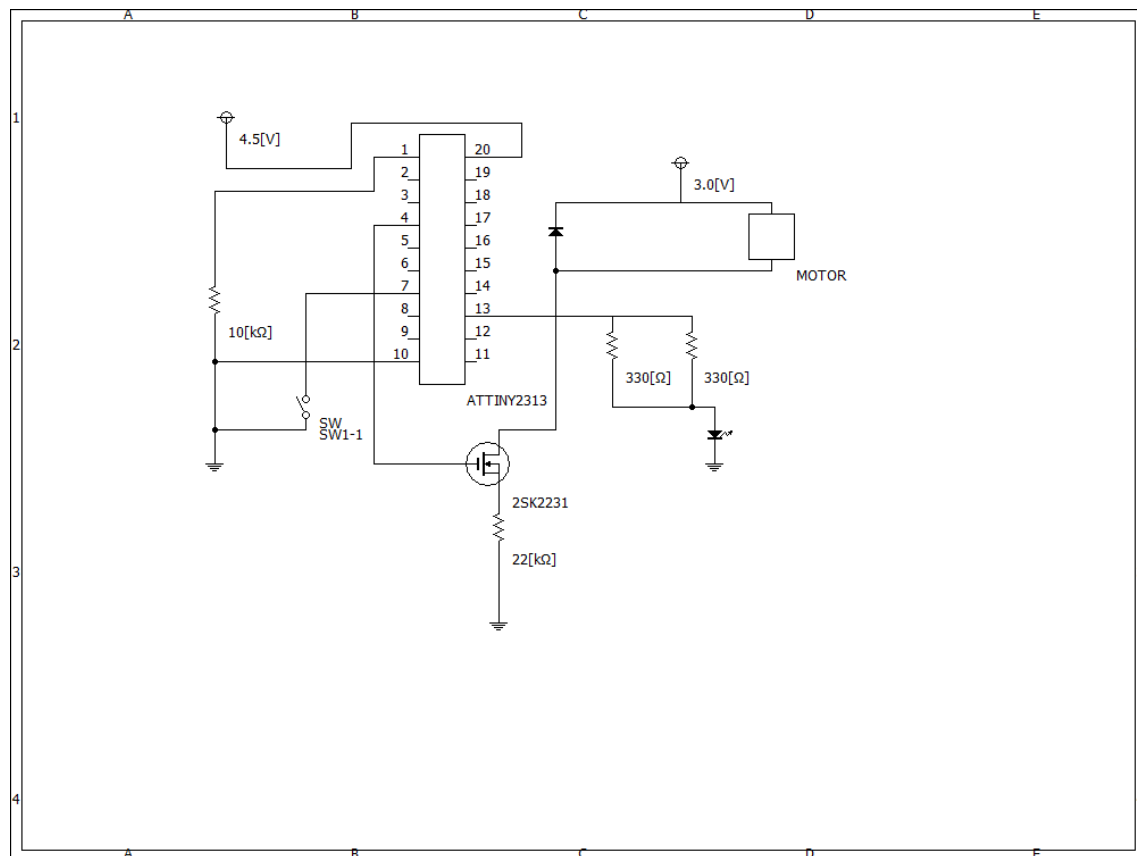 A B C D E
1
4.5[V]
1 20
2 19
3 18
4 17
5 16
6 15
7 14
8 13
9 12
10 11
3.0[V]
MOTOR
10[kΩ]
2
330[Ω] 330[Ω]
ATTINY2313
SW
SW1-1
2SK2231
22[kΩ]
3
4
A B C D E